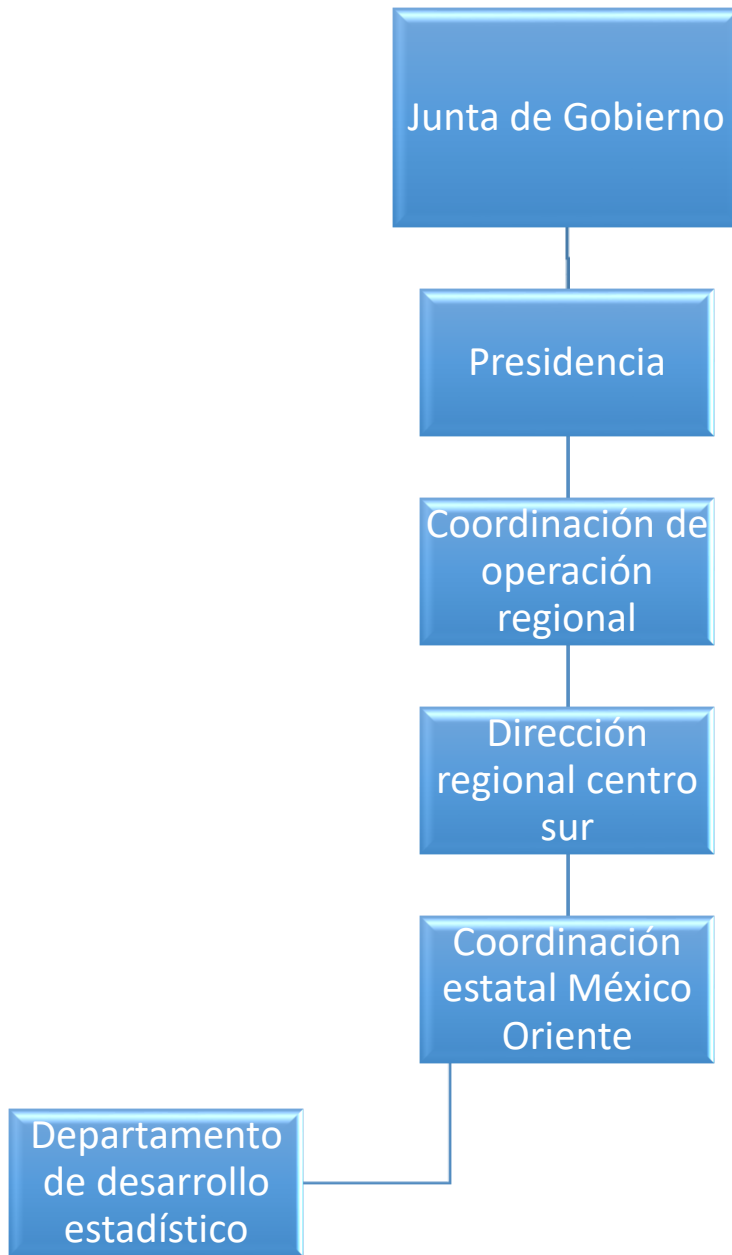 Junta de Gobierno
Presidencia
Coordinación de
operación
regional
Dirección
regional centro
sur
Coordinación
estatal México
Oriente
Departamento
de desarrollo
estadístico